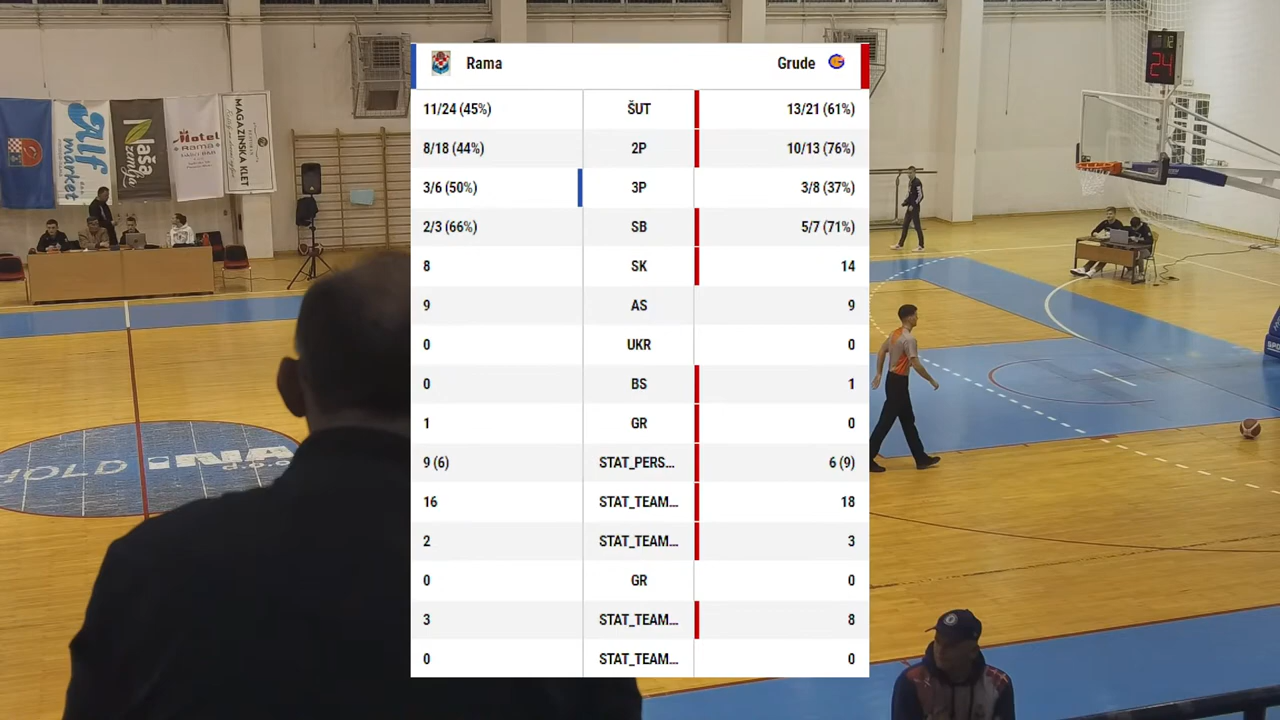 Rama
Grude
11/24 (45%) ŠUT 13/21 (61%)
8/18 (44%) 2P 10/13 (76%)
3/6 (50%) 3P 3/8 (37%)
2/3 (66%) SB 5/7 (71%)
8 SK 14
9 AS 9
0 UKR 0
0 BS 1
1 GR 0
9 (6) STAT_PERS... 6 (9)
16 STAT_TEAM... 18
2 STAT_TEAM... 3
0 GR 0
3 STAT_TEAM... 8
0 STAT_TEAM... 0
Alf
market
Naša
zemlja
Hotel
Rama
MAGAZINSKA KLET
24
d.o.o.
SPO